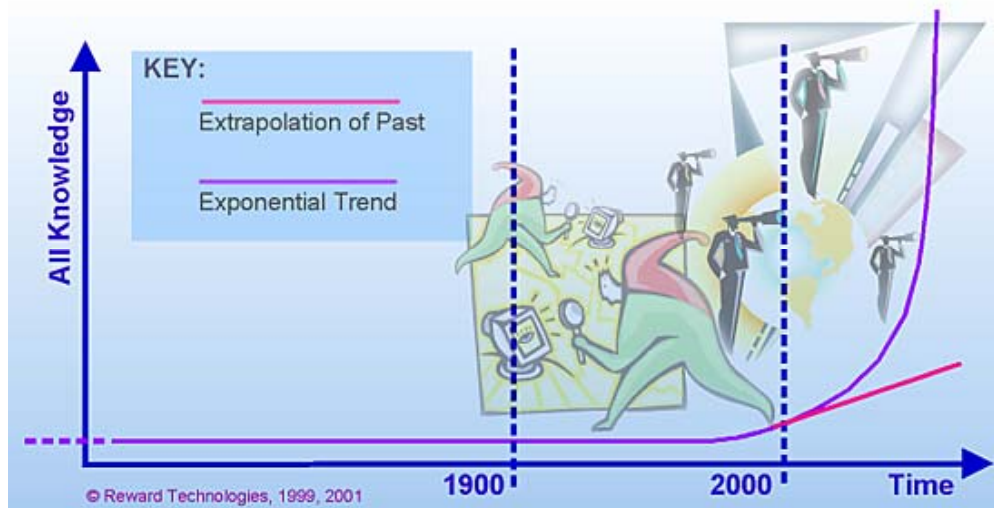 KEY:
Extrapolation of Past
Exponential Trend
All Knowledge
1900
2000
Time
© Reward Technologies, 1999, 2001